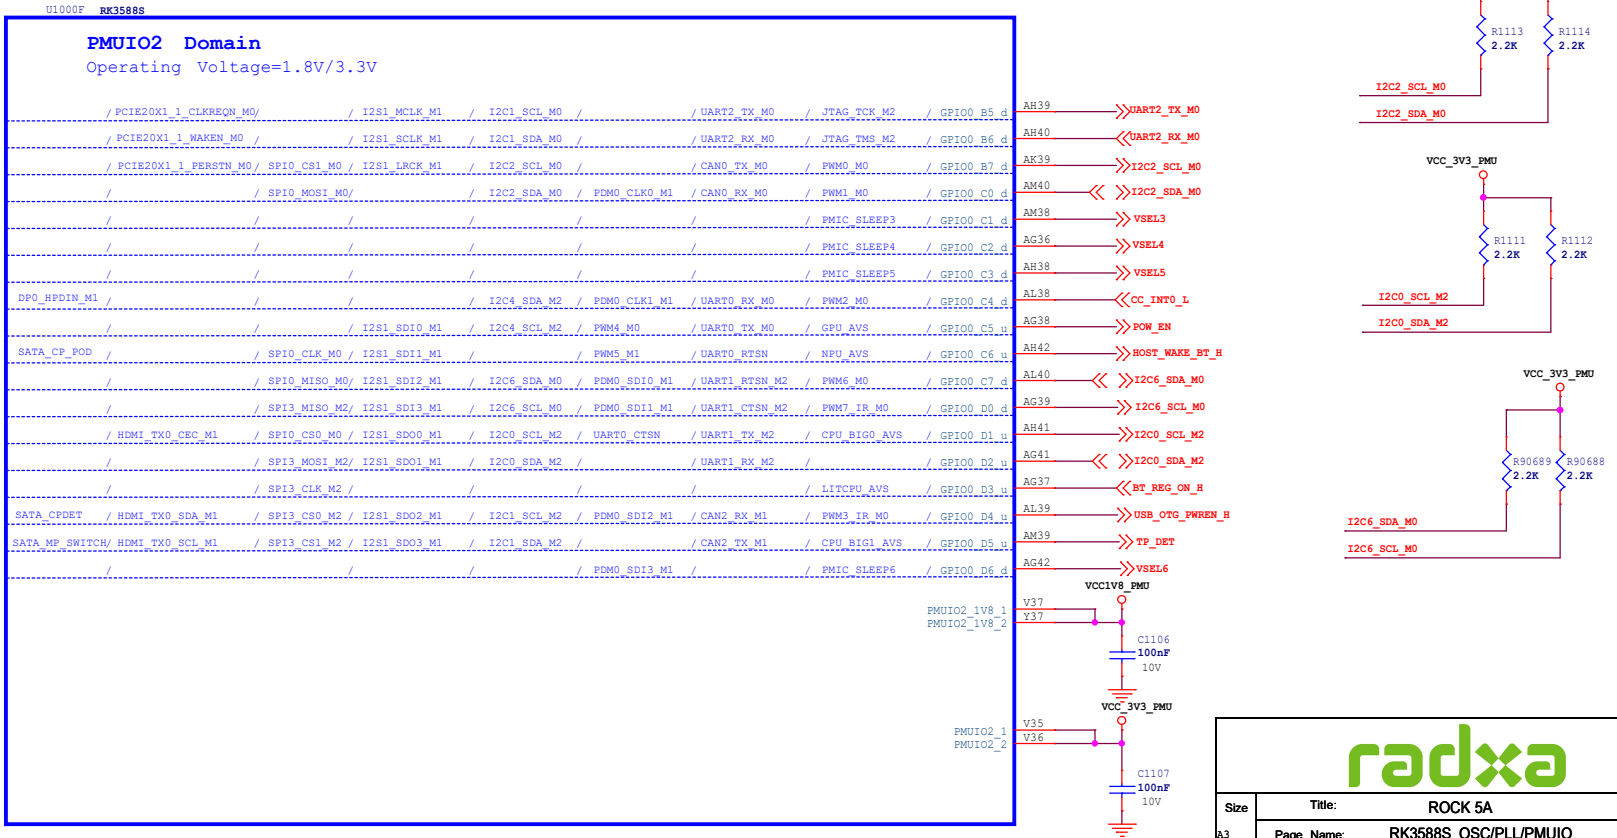 U1000F RK3588S
PMUIO2 Domain
Operating Voltage=1.8V/3.3V
/ PCIE20X1_1_CLKREQN_M0/ / I2S1_MCLK_M1 / I2C1_SCL_M0 / / UART2_TX_M0 / JTAG_TCK_M2 / GPIO0_B5_d AH39 UART2_TX_M0
/ PCIE20X1_1_WAKEN_M0 / / I2S1_SCLK_M1 / I2C1_SDA_M0 / / UART2_RX_M0 / JTAG_TMS_M2 / GPIO0_B6_d AH40 UART2_RX_M0
/ PCIE20X1_1_PERSTN_M0/ SPI0_CS1_M0 / I2S1_LRCK_M1 / I2C2_SCL_M0 / / CAN0_TX_M0 / PWM0_M0 / GPIO0_B7_d AK39 I2C2_SCL_M0
/ / SPI0_MOSI_M0/ / I2C2_SDA_M0 / PDM0_CLK0_M1 / CAN0_RX_M0 / PWM1_M0 / GPIO0_C0_d AM40 I2C2_SDA_M0
/ / / / / / / PMIC_SLEEP3 / GPIO0_C1_d AM38 VSEL3
/ / / / / / / PMIC_SLEEP4 / GPIO0_C2_d AG36 VSEL4
/ / / / / / / PMIC_SLEEP5 / GPIO0_C3_d AH38 VSEL5
DP0_HPDIN_M1 / / / / I2C4_SDA_M2 / PDM0_CLK1_M1 / UART0_RX_M0 / PWM2_M0 / GPIO0_C4_d AL38 CC_INT0_L
/ / / I2S1_SDI0_M1 / I2C4_SCL_M2 / PWM4_M0 / UART0_TX_M0 / GPU_AVS / GPIO0_C5_u AG38 POW_EN
SATA_CP_POD / / SPI0_CLK_M0 / I2S1_SDI1_M1 / / PWM5_M1 / UART0_RTSN / NPU_AVS / GPIO0_C6_u AH42 HOST_WAKE_BT_H
/ / SPI0_MISO_M0/ I2S1_SDI2_M1 / I2C6_SDA_M0 / PDM0_SDI0_M1 / UART1_RTSN_M2 / PWM6_M0 / GPIO0_C7_d AL40 I2C6_SDA_M0
/ / SPI3_MISO_M2/ I2S1_SDI3_M1 / I2C6_SCL_M0 / PDM0_SDI1_M1 / UART1_CTSN_M2 / PWM7_IR_M0 / GPIO0_D0_d AG39 I2C6_SCL_M0
/ HDMI_TX0_CEC_M1 / SPI0_CS0_M0 / I2S1_SDO0_M1 / I2C0_SCL_M2 / UART0_CTSN / UART1_TX_M2 / CPU_BIG0_AVS / GPIO0_D1_u AH41 I2C0_SCL_M2
/ / SPI3_MOSI_M2/ I2S1_SDO1_M1 / I2C0_SDA_M2 / / UART1_RX_M2 / / GPIO0_D2_u AG41 I2C0_SDA_M2
/ / SPI3_CLK_M2 / / / / / LITCPU_AVS / GPIO0_D3_u AG37 BT_REG_ON_H
SATA_CPDET / HDMI_TX0_SDA_M1 / SPI3_CS0_M2 / I2S1_SDO2_M1 / I2C1_SCL_M2 / PDM0_SDI2_M1 / CAN2_RX_M1 / PWM3_IR_M0 / GPIO0_D4_u AL39 USB_OTG_PWREN_H
SATA_MP_SWITCH/ HDMI_TX0_SCL_M1 / SPI3_CS1_M2 / I2S1_SDO3_M1 / I2C1_SDA_M2 / / CAN2_TX_M1 / CPU_BIG1_AVS / GPIO0_D5_u AM39 TP_DET
/ / / / PDM0_SDI3_M1 / / PMIC_SLEEP6 / GPIO0_D6_d AG42 VSEL6
VCC1V8_PMU
PMUIO2_1V8_1 V37
PMUIO2_1V8_2 Y37
C1106
100nF
10V
VCC_3V3_PMU
PMUIO2_1 V35
PMUIO2_2 V36
C1107
100nF
10V
R1113 R1114
2.2K 2.2K
I2C2_SCL_M0
I2C2_SDA_M0
VCC_3V3_PMU
R1111 R1112
2.2K 2.2K
I2C0_SCL_M2
I2C0_SDA_M2
VCC_3V3_PMU
R90689 R90688
2.2K 2.2K
I2C6_SDA_M0
I2C6_SCL_M0
radxa
Size Title: ROCK 5A
A3 Page Name: RK3588S_OSC/PLL/PMUIO